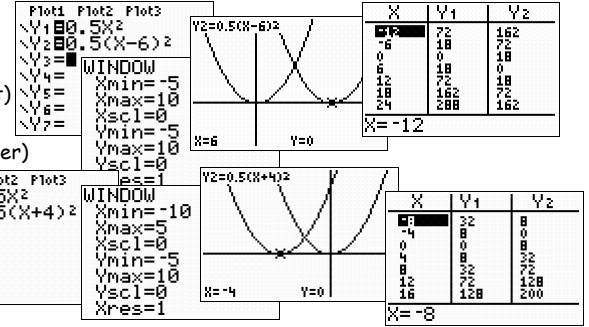 Plot1 Plot2 Plot3
\Y1=0.5X²
\Y2=0.5(X-6)²
\Y3=
\Y4=
\Y5=
\Y6=
\Y7=
r)
er)
WINDOW
Xmin=-5
Xmax=10
Xscl=0
Ymin=-5
Ymax=10
Yscl=0
res=1
Y2=0.5(X-6)²
X=6 Y=0
X Y1 Y2
-12 72 162
-6 18 72
0 0 18
6 18 0
12 72 18
18 162 72
24 288 162
X=-12
ot2 Plot3
5X²
5(X+4)²
WINDOW
Xmin=-10
Xmax=5
Xscl=0
Ymin=-5
Ymax=10
Yscl=0
Xres=1
Y2=0.5(X+4)²
X=-4 Y=0
X Y1 Y2
-8 32 8
-4 8 0
0 0 8
4 8 32
8 32 72
12 72 128
16 128 200
X=-8